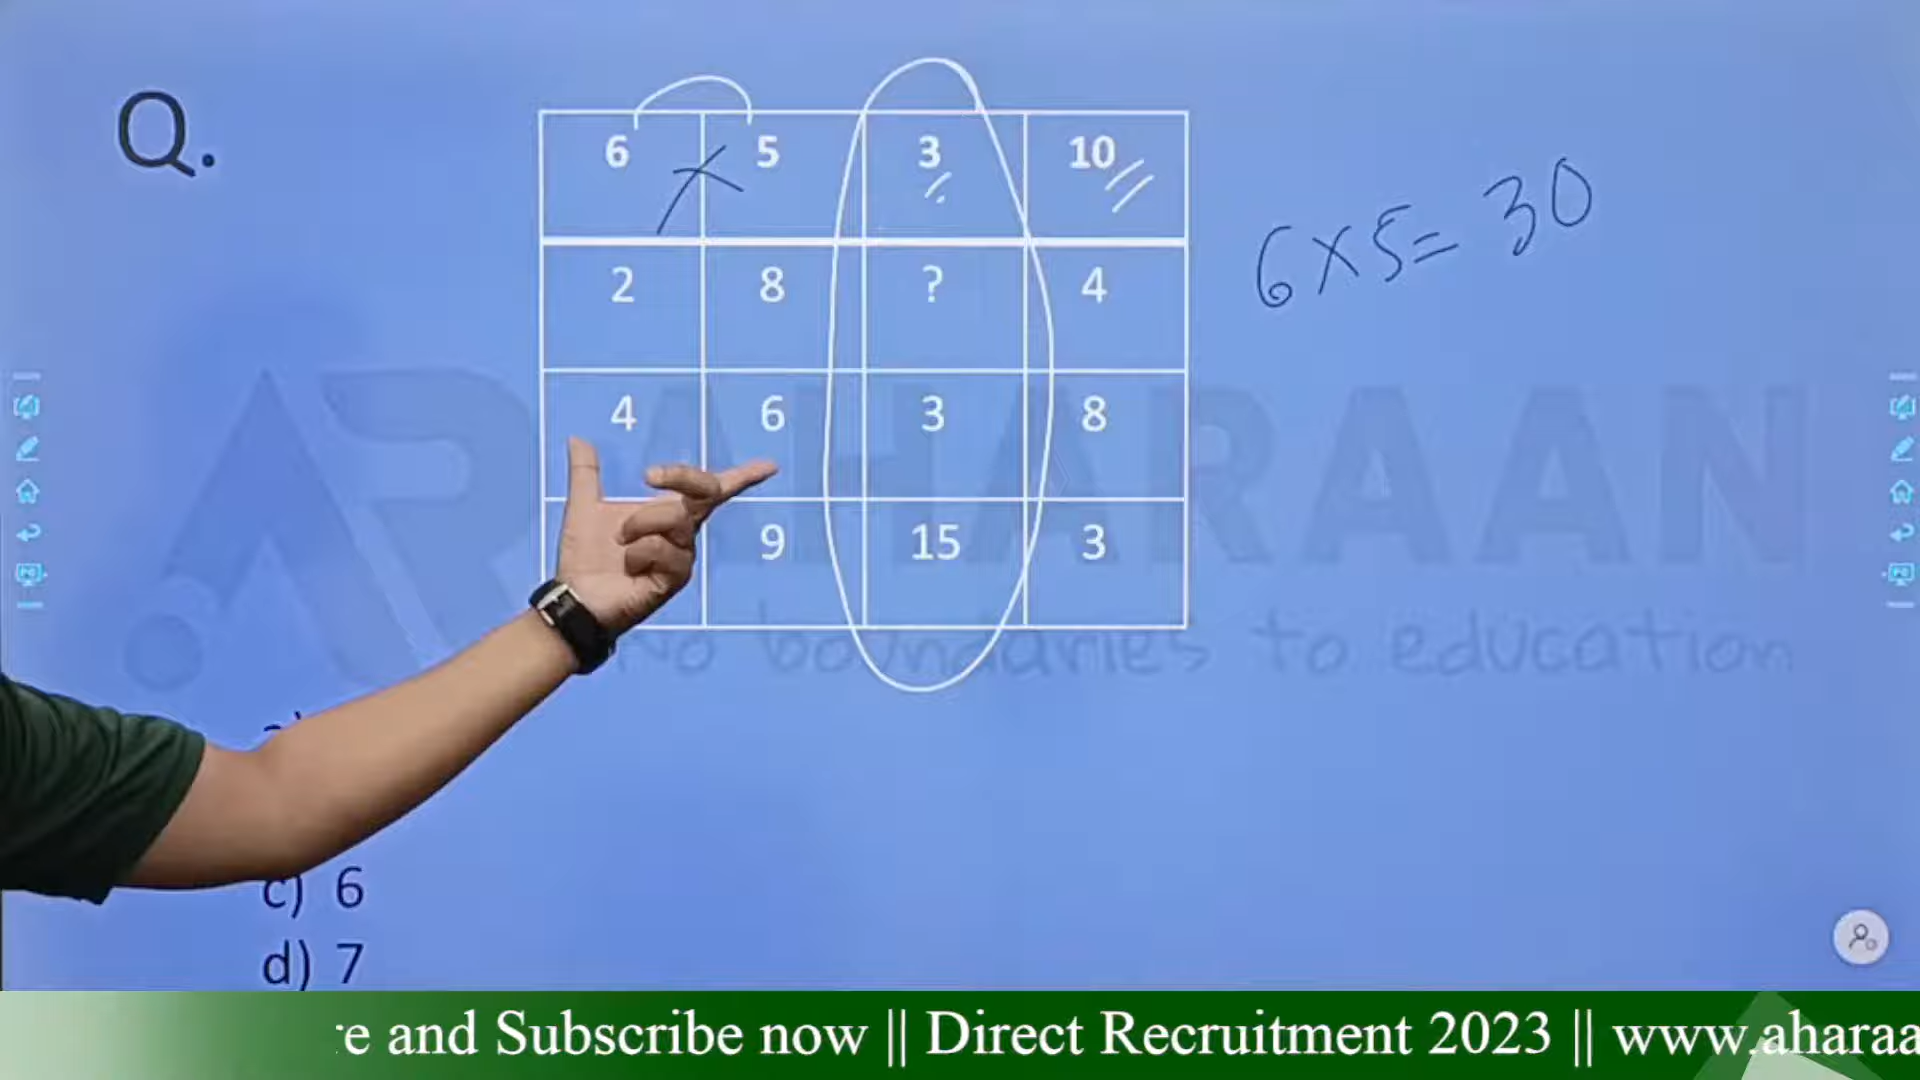 Q.
6 5 3 10
2 8 ? 4
4 6 3 8
9 15 3
6×5=30
AHARAAN
No boundaries to education
c) 6
d) 7
e and Subscribe now || Direct Recruitment 2023 || www.aharaa